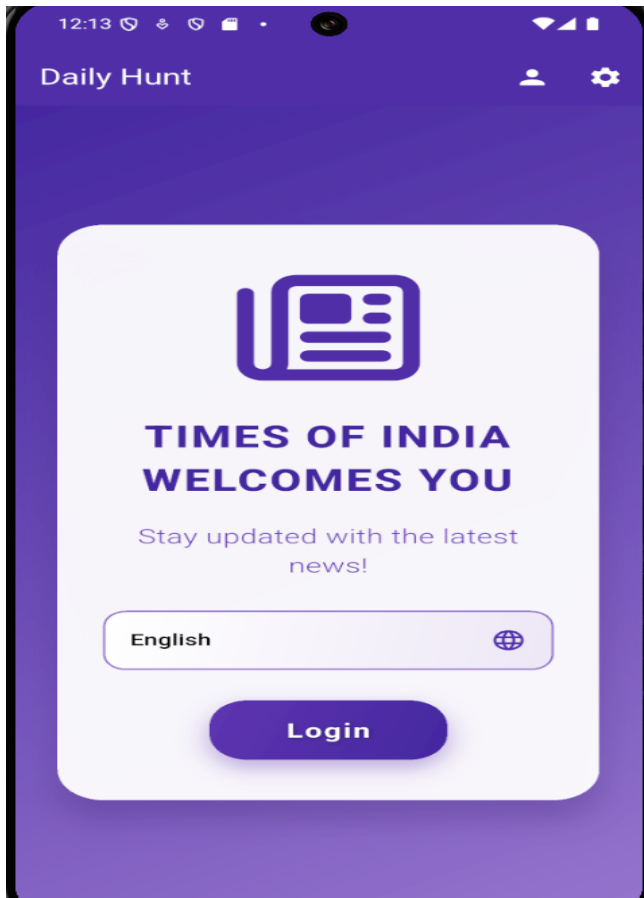 12:13
Daily Hunt
TIMES OF INDIA
WELCOMES YOU
Stay updated with the latest
news!
English
Login